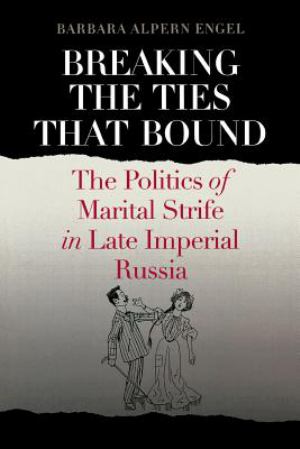 BARBARA ALPERN ENGEL
BREAKING
THE TIES
THAT BOUND
The Politics of
Marital Strife
in Late Imperial
Russia